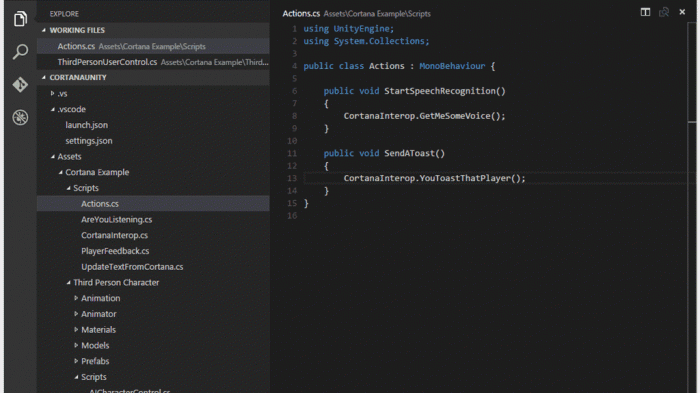 EXPLORE
WORKING FILES
Actions.cs Assets\Cortana Example\Scripts
ThirdPersonUserControl.cs Assets\Cortana Example\Third...
CORTANAUNITY
.vs
.vscode
launch.json
settings.json
Assets
Cortana Example
Scripts
Actions.cs
AreYouListening.cs
CortanaInterop.cs
PlayerFeedback.cs
UpdateTextFromCortana.cs
Third Person Character
Animation
Animator
Materials
Models
Prefabs
Scripts
AICharacterControl.cs
Actions.cs Assets\Cortana Example\Scripts
1 using UnityEngine;
2 using System.Collections;
3
4 public class Actions : MonoBehaviour {
5
6 public void StartSpeechRecognition()
7 {
8 CortanaInterop.GetMeSomeVoice();
9 }
10
11 public void SendAToast()
12 {
13 CortanaInterop.YouToastThatPlayer();
14 }
15 }
16